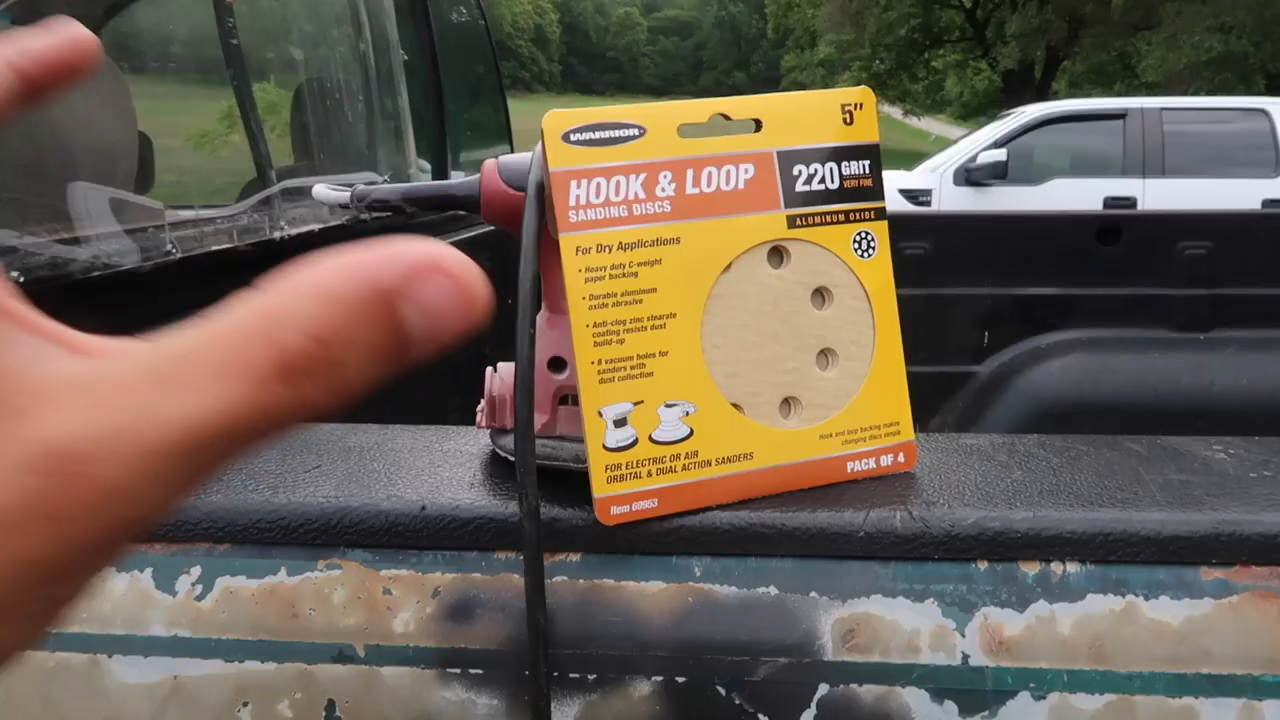 WARRIOR
5"
HOOK & LOOP
SANDING DISCS
220 GRIT
VERY FINE
ALUMINUM OXIDE
8
For Dry Applications
• Heavy duty C-weight
paper backing
• Durable aluminum
oxide abrasive
• Anti-clog zinc stearate
coating resists dust
build-up
• 8 vacuum holes for
sanders with
dust collection
Hook and loop backing makes
changing discs simple
FOR ELECTRIC OR AIR
ORBITAL & DUAL ACTION SANDERS
PACK OF 4
Item 69953